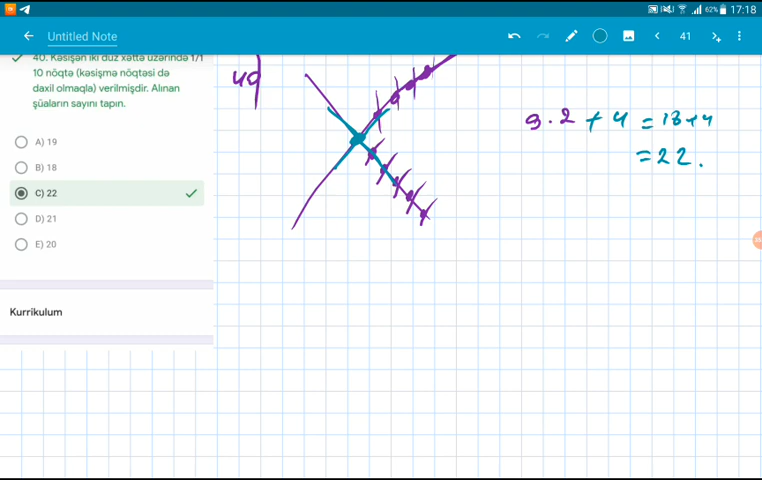 62% 17:18
Untitled Note
41
40. Kəsişən iki düz xəttə üzərində 1/1
10 nöqtə (kəsişmə nöqtəsi də
daxil olmaqla) verilmişdir. Alınan
şüaların sayını tapın.
A) 19
B) 18
C) 22
D) 21
E) 20
Kurrikulum
40)
9.2 + 4 = 18+4
= 22.